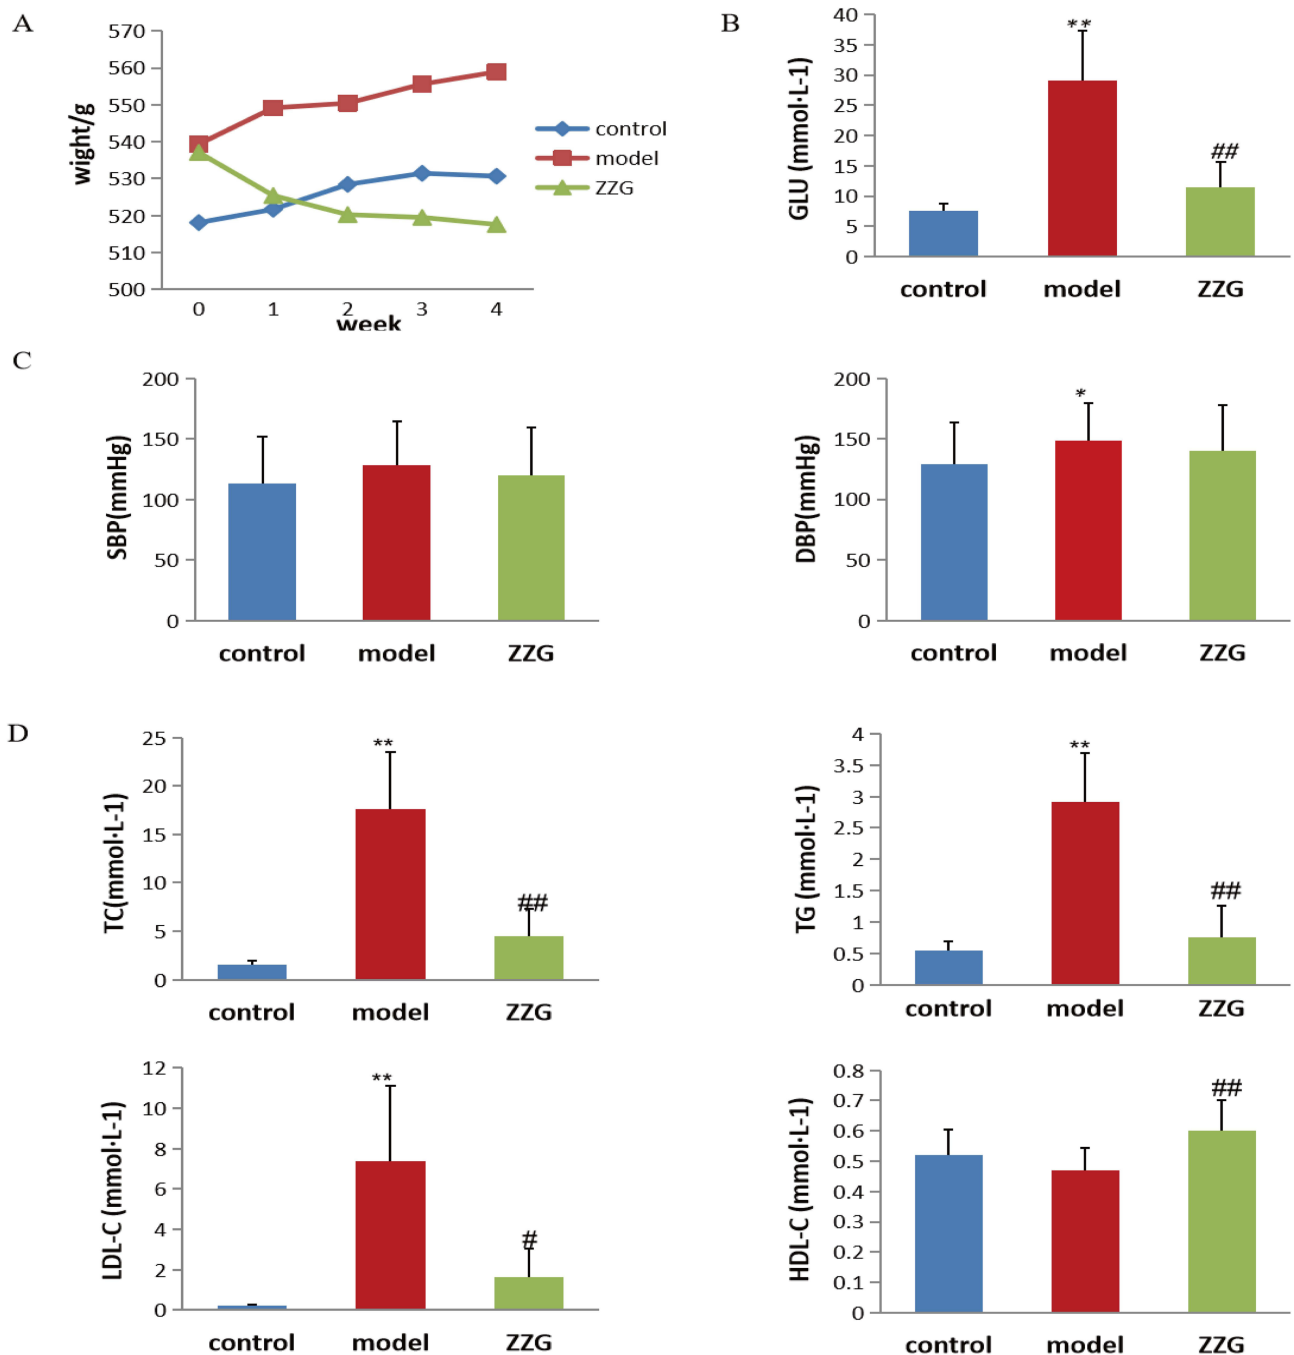 A
570
560
550
540
530
520
510
500
wight/g
0 1 2 3 4
week
control
model
ZZG
B
40
35
30
25
20
15
10
5
0
GLU (mmol·L-1)
**
##
control model ZZG
C
200
150
100
50
0
SBP(mmHg)
control model ZZG
200
150
100
50
0
DBP(mmHg)
*
control model ZZG
D
25
20
15
10
5
0
TC(mmol·L-1)
**
##
control model ZZG
4
3.5
3
2.5
2
1.5
1
0.5
0
TG (mmol·L-1)
**
##
control model ZZG
12
10
8
6
4
2
0
LDL-C (mmol·L-1)
**
#
control model ZZG
0.8
0.7
0.6
0.5
0.4
0.3
0.2
0.1
0
HDL-C (mmol·L-1)
##
control model ZZG